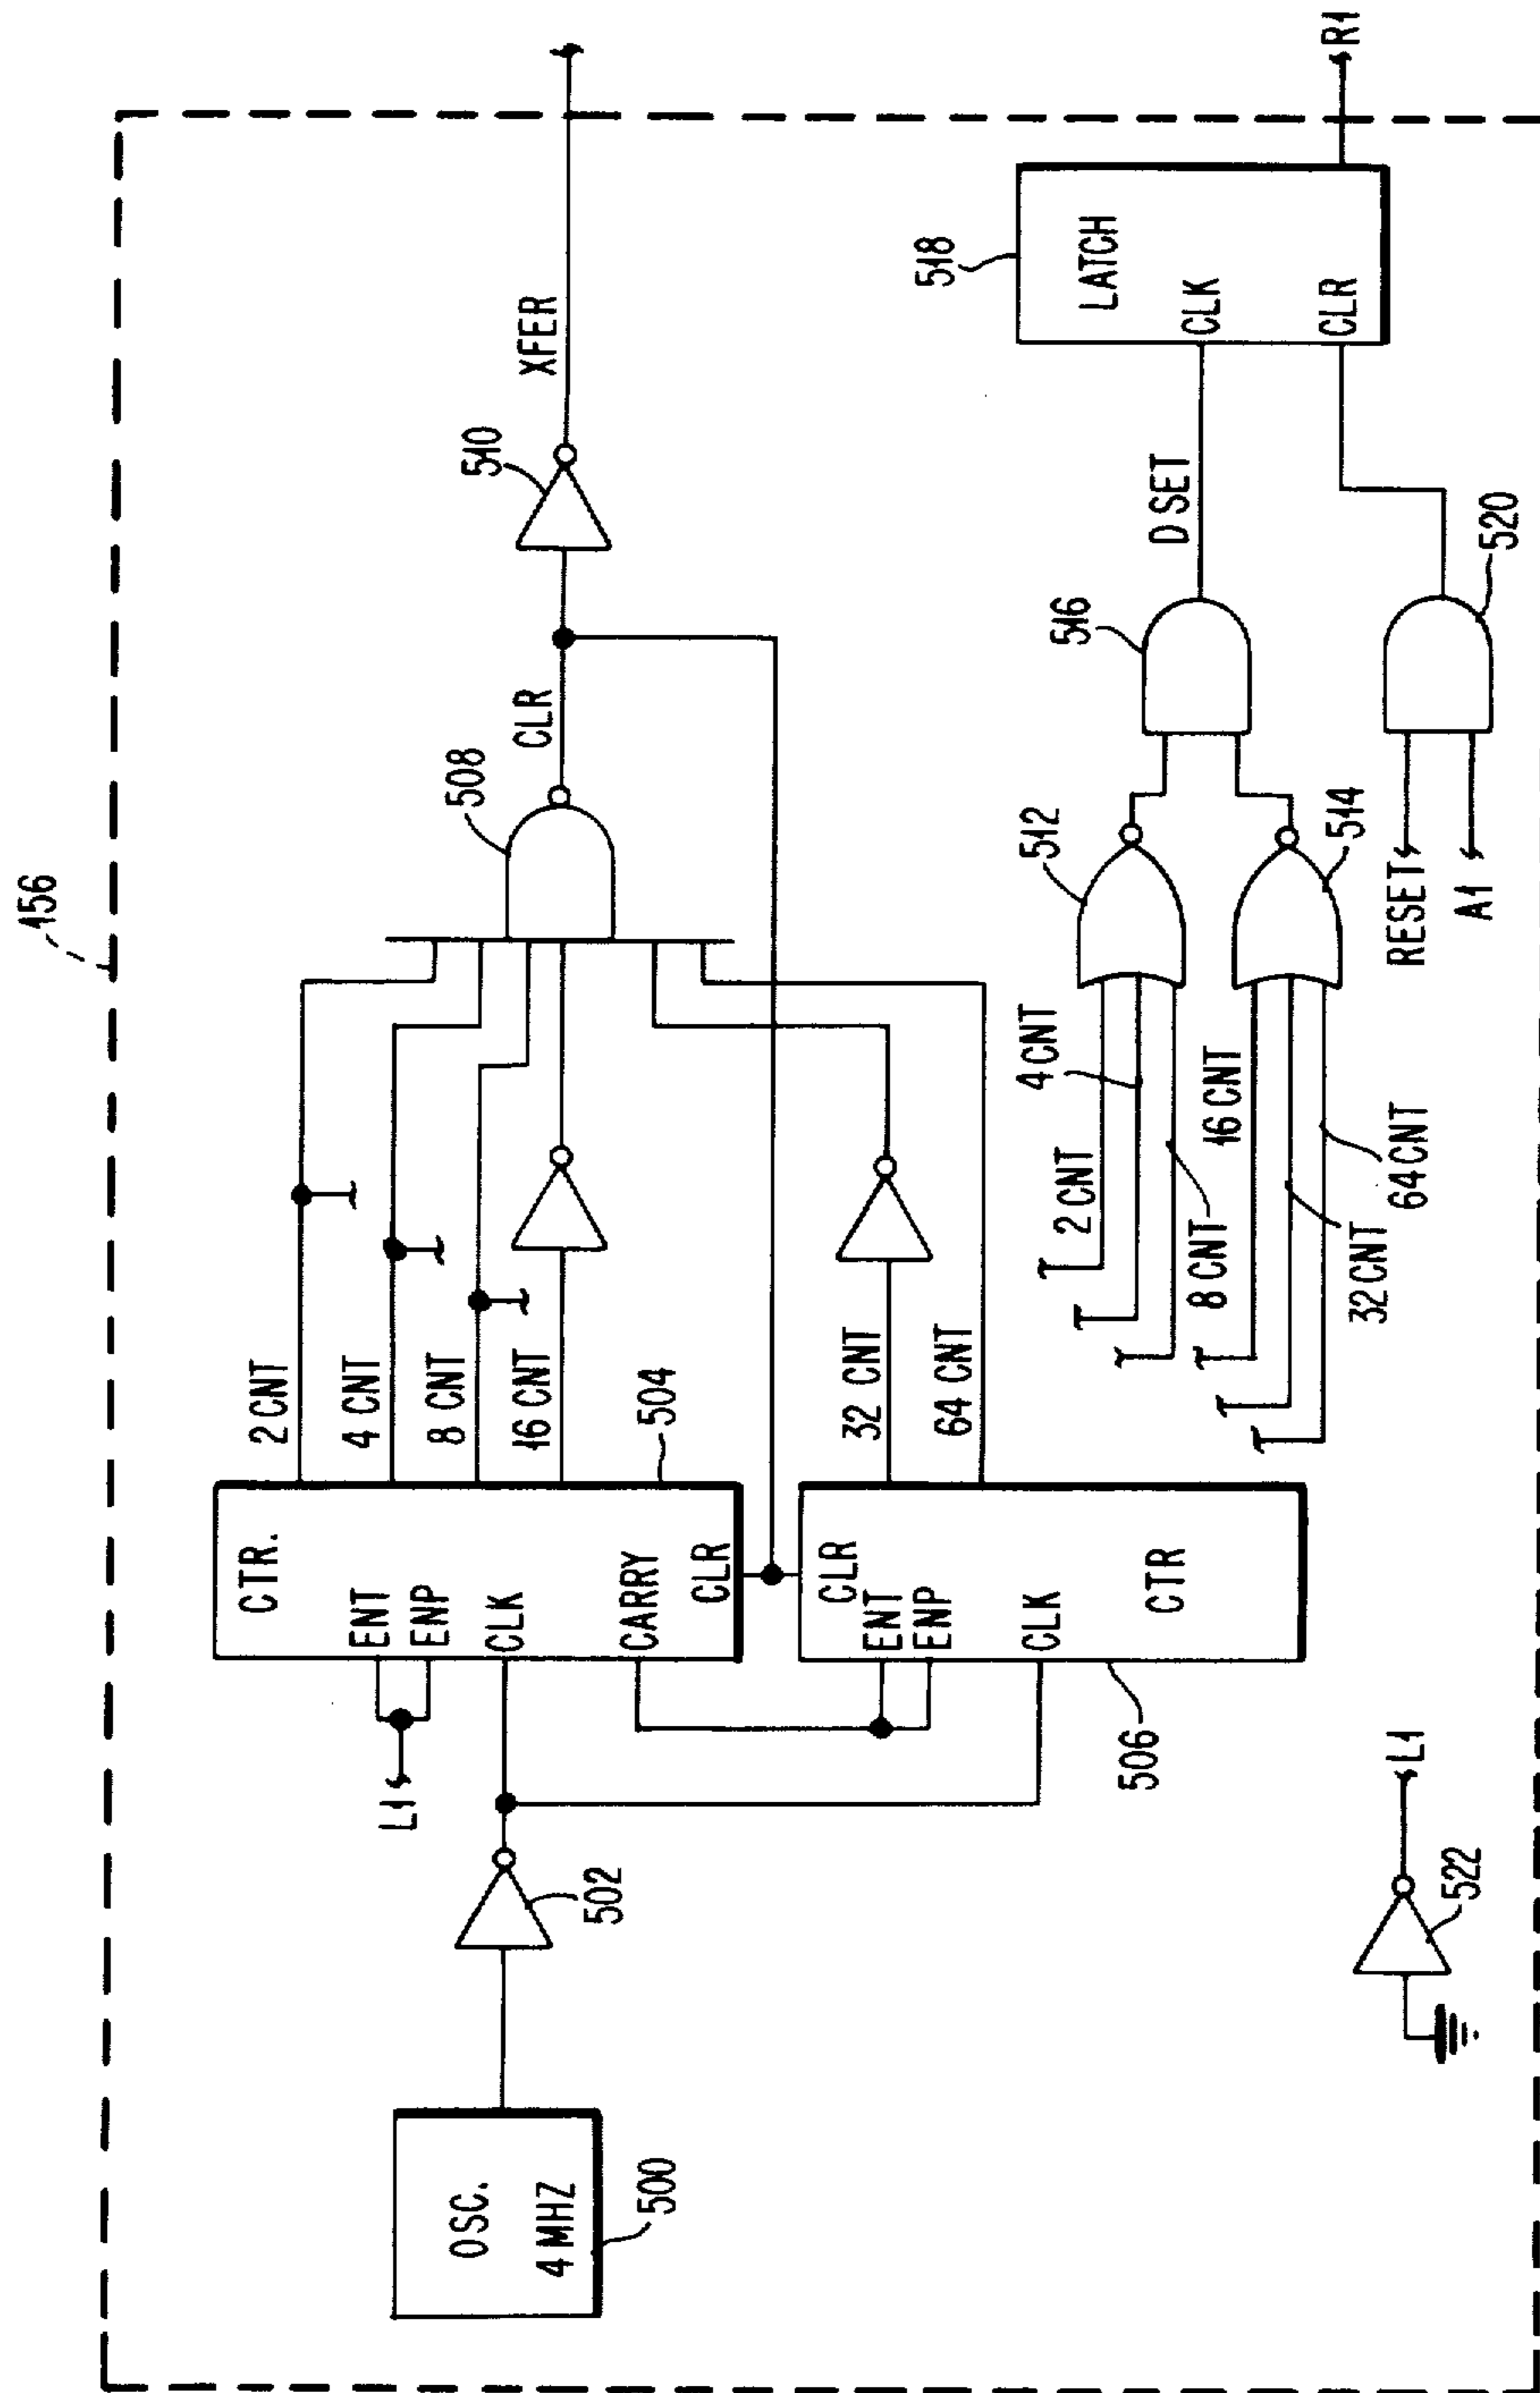 156
OSC.
4 MHZ
500
502
L1
CTR.
ENT
ENP
CLK
CARRY
CLR
504
2 CNT
4 CNT
8 CNT
16 CNT
CLR
ENT
ENP
CLK
CTR
506
32 CNT
64 CNT
508
CLR
510
XFER
2 CNT
4 CNT
8 CNT
512
16 CNT
32 CNT
64 CNT
514
516
D SET
RESET
A1
520
LATCH
CLK
CLR
518
R1
522
L1